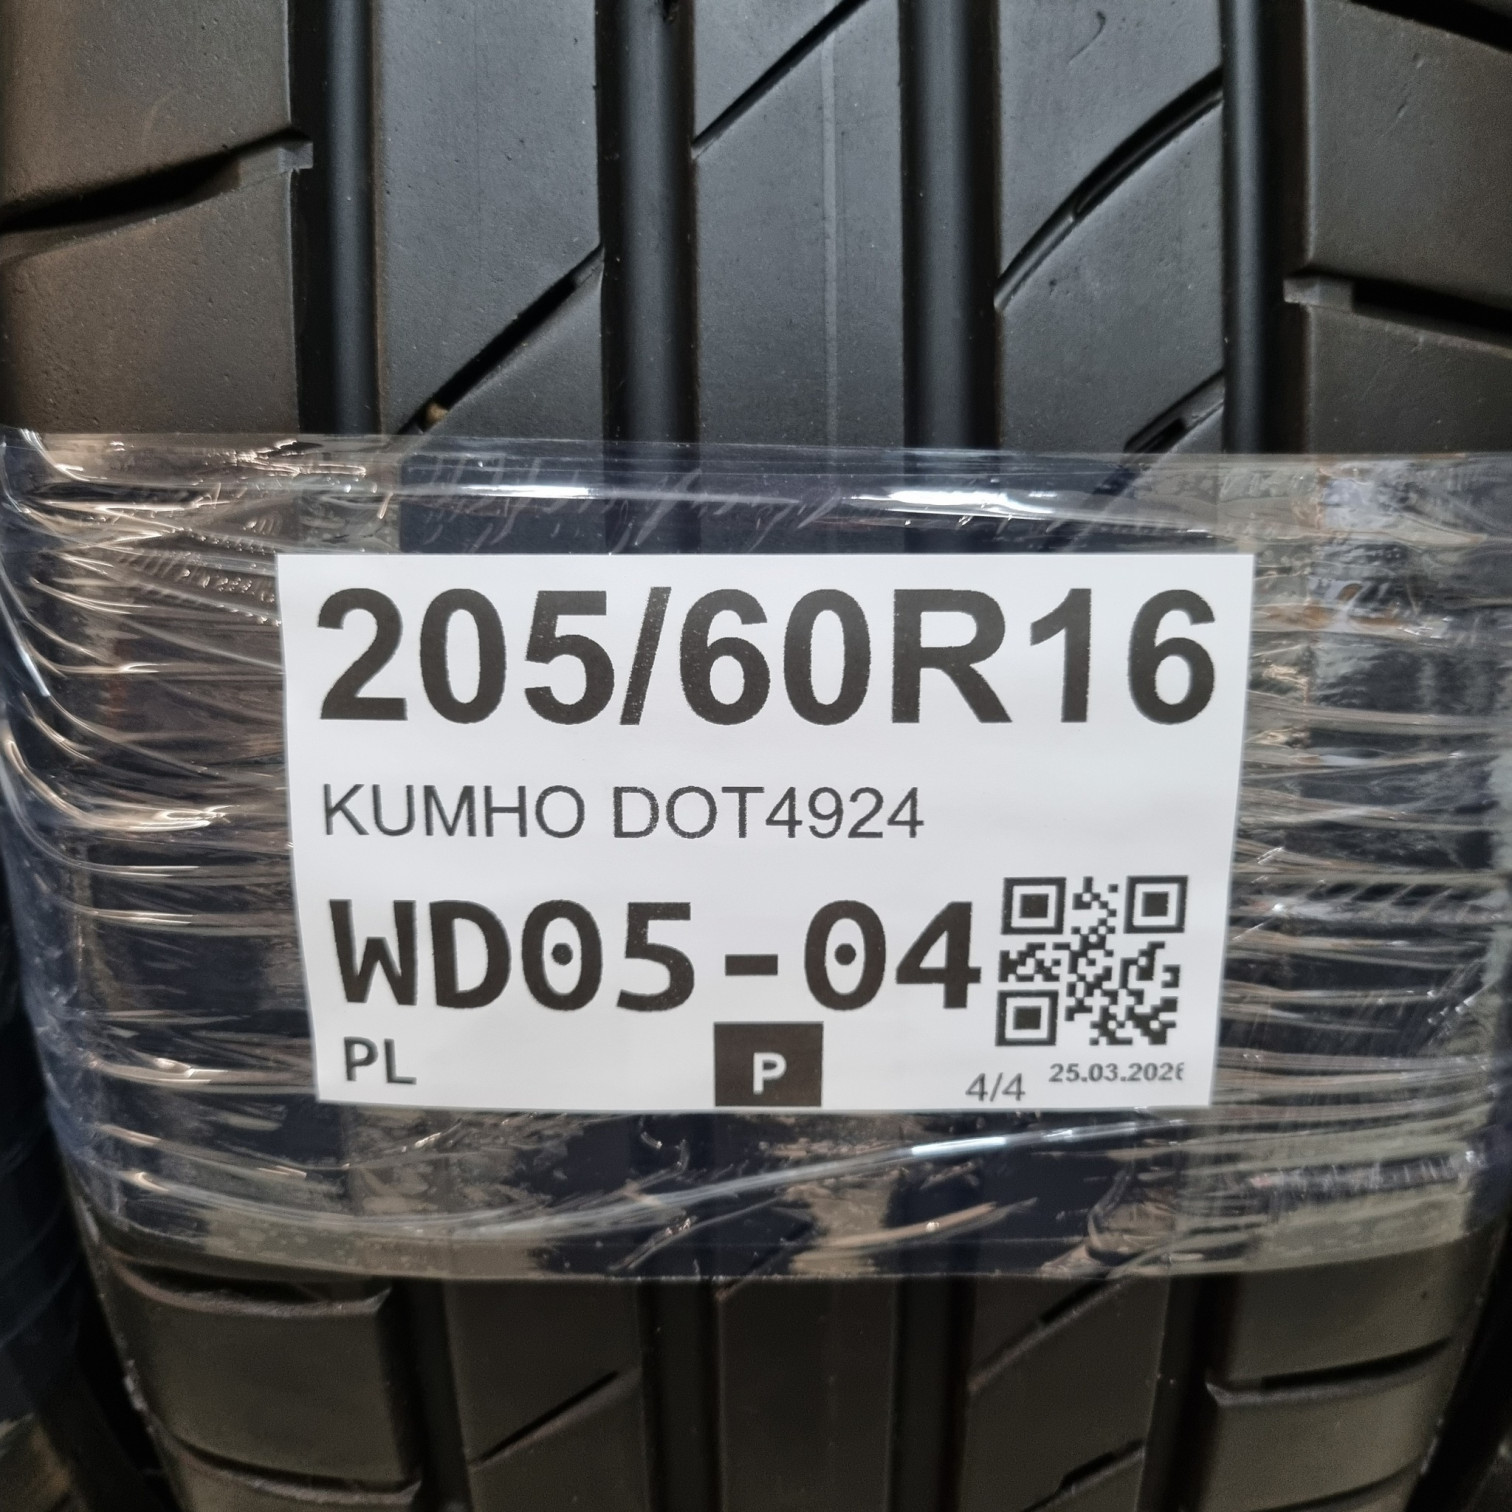 205/60R16
KUMHO DOT4924
WD05-04
PL
P
4/4
25.03.2026